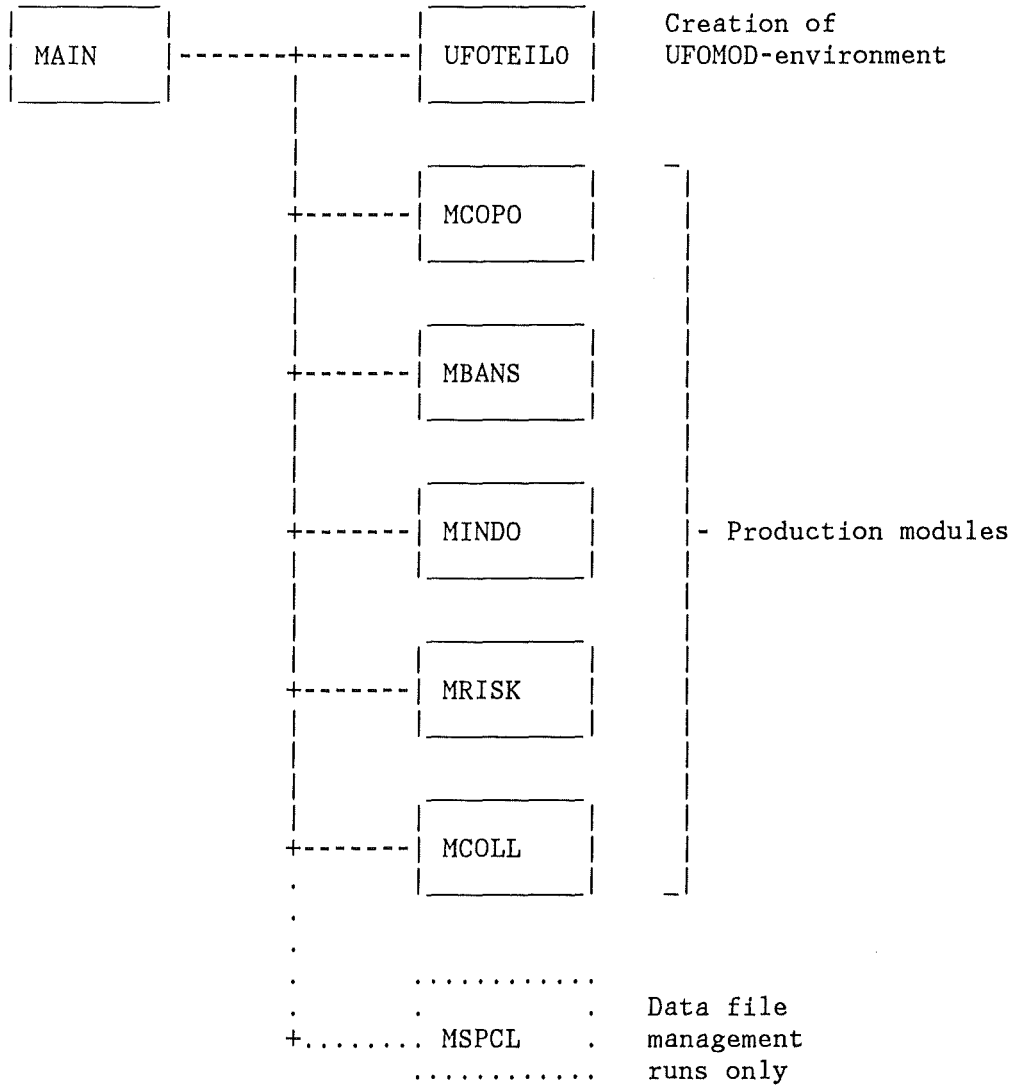 MAIN
UFOTEILO
Creation of
UFOMOD-environment
MCOPO
MBANS
MINDO
- Production modules
MRISK
MCOLL
MSPCL
Data file
management
runs only